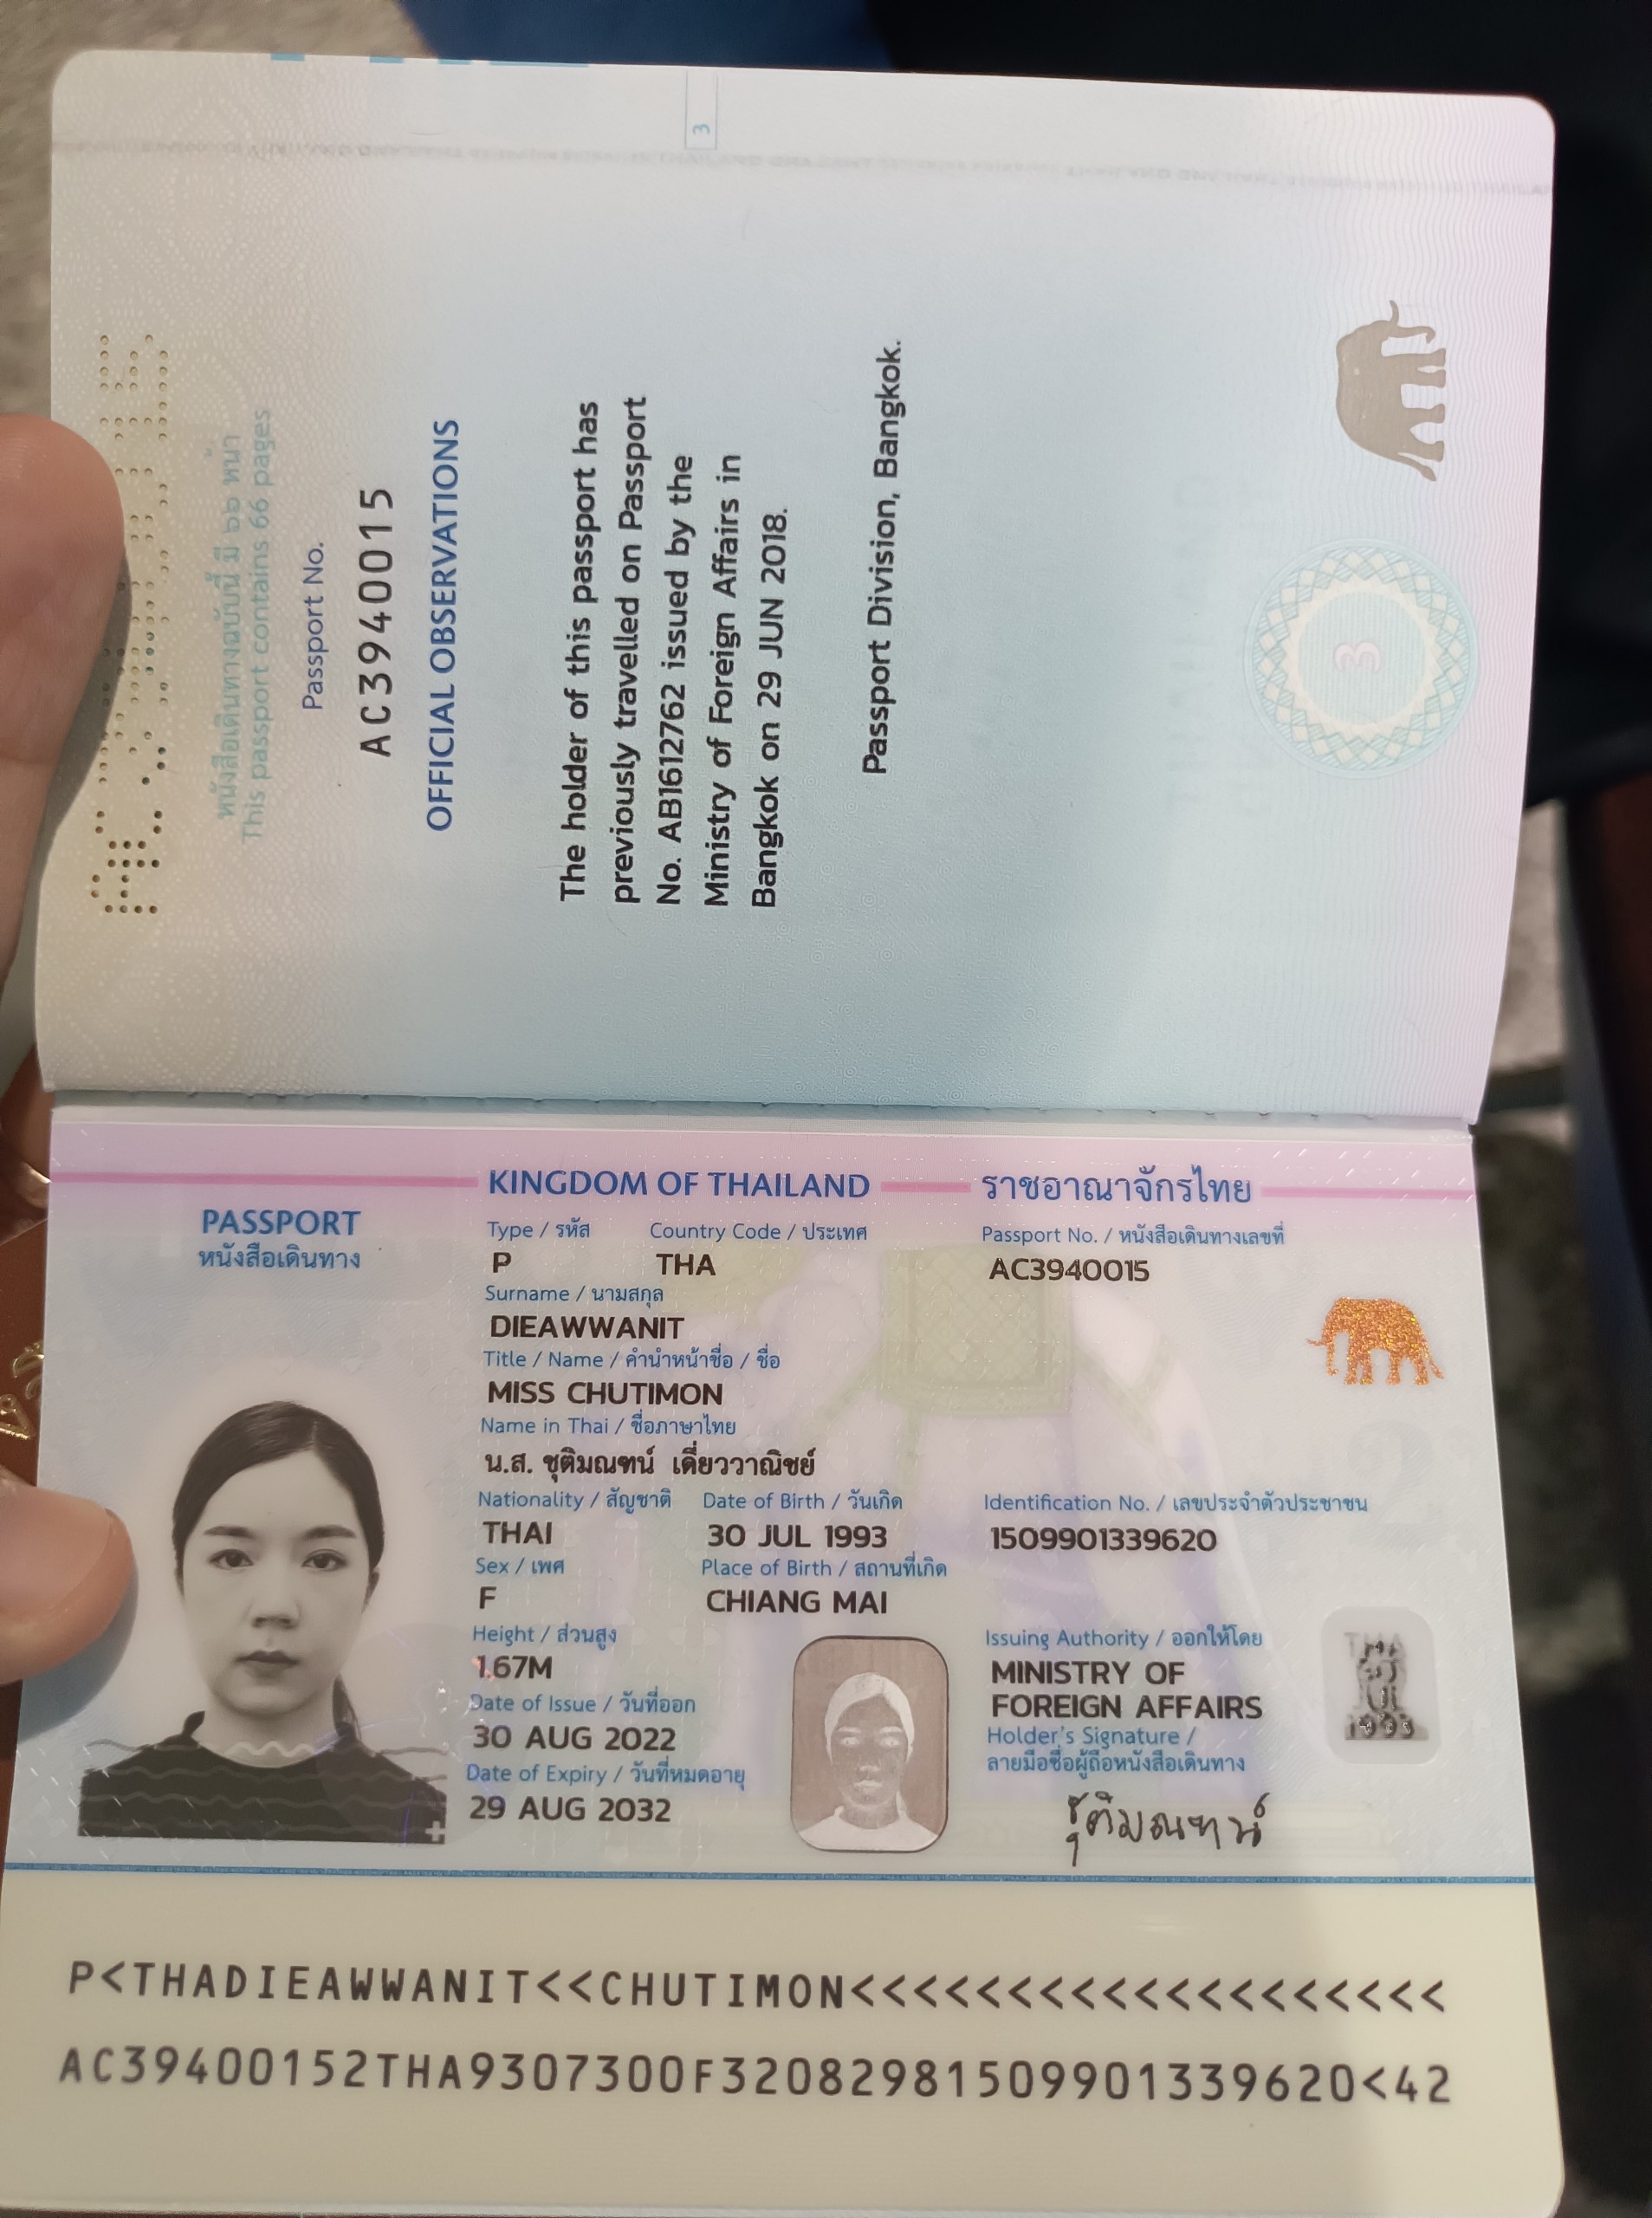 หนังสือเดินทางฉบับนี้ มี ๖๖ หน้า
This passport contains 66 pages
Passport No.
AC3940015
OFFICIAL OBSERVATIONS
The holder of this passport has
previously travelled on Passport
No. AB1612762 issued by the
Ministry of Foreign Affairs in
Bangkok on 29 JUN 2018.
Passport Division, Bangkok.
3
3
KINGDOM OF THAILAND ราชอาณาจักรไทย
PASSPORT
หนังสือเดินทาง
Type / รหัส Country Code / ประเทศ Passport No. / หนังสือเดินทางเลขที่
P THA AC3940015
Surname / นามสกุล
DIEAWWANIT
Title / Name / คำนำหน้าชื่อ / ชื่อ
MISS CHUTIMON
Name in Thai / ชื่อภาษาไทย
น.ส. ชุติมณฑน์ เดี่ยววาณิชย์
Nationality / สัญชาติ Date of Birth / วันเกิด Identification No. / เลขประจำตัวประชาชน
THAI 30 JUL 1993 1509901339620
Sex / เพศ Place of Birth / สถานที่เกิด
F CHIANG MAI
Height / ส่วนสูง Issuing Authority / ออกให้โดย
1.67M MINISTRY OF
FOREIGN AFFAIRS
Date of Issue / วันที่ออก Holder's Signature /
30 AUG 2022 ลายมือชื่อผู้ถือหนังสือเดินทาง
Date of Expiry / วันที่หมดอายุ
29 AUG 2032 ชุติมณฑน์
P<THADIEAWWANIT<<CHUTIMON<<<<<<<<<<<<<<<<<<<
AC39400152THA9307300F32082981509901339620<42